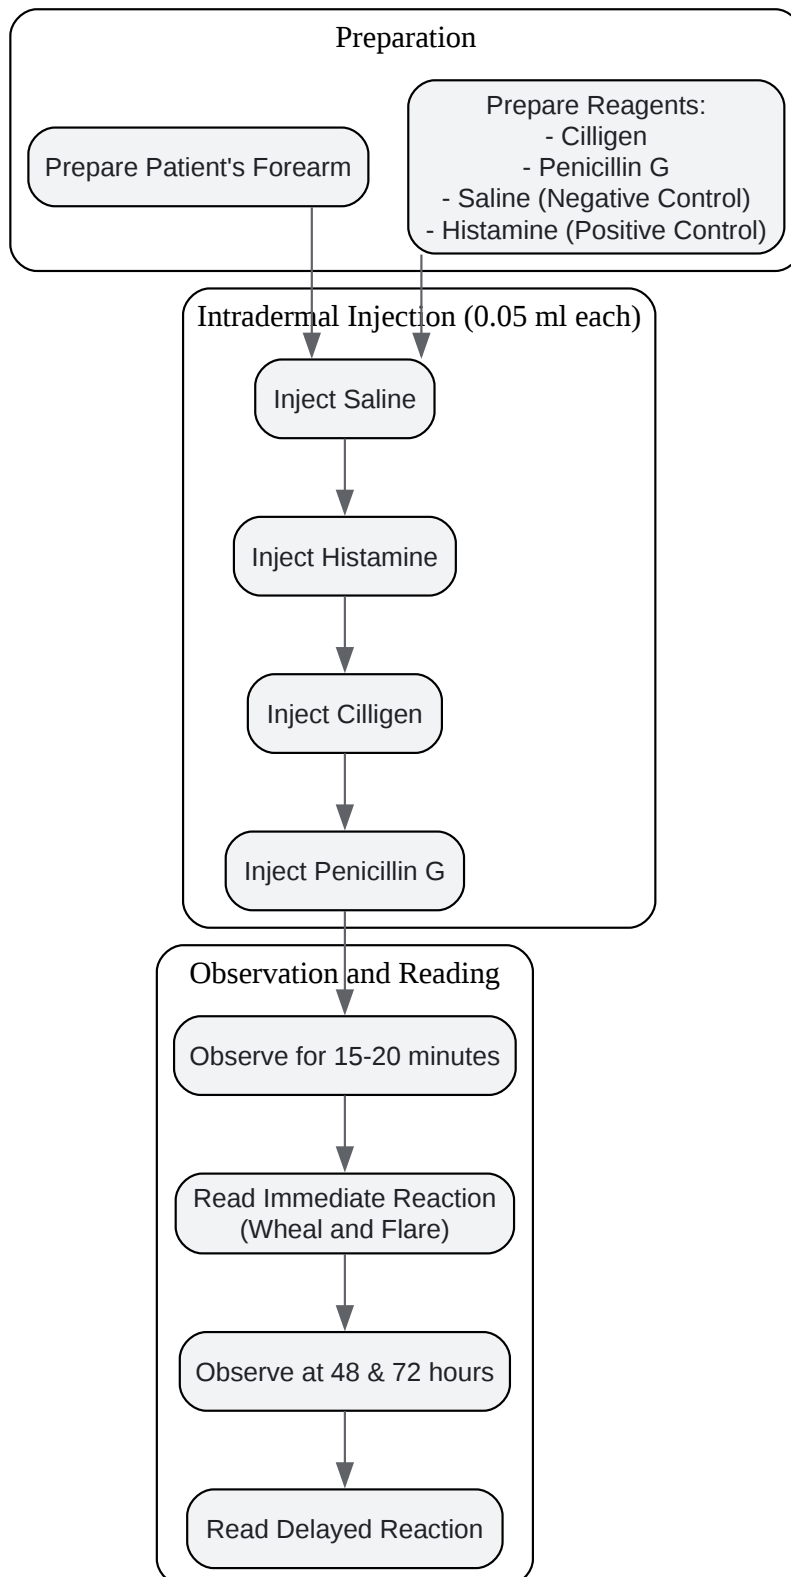 Preparation
Prepare Patient's Forearm
Prepare Reagents:
- Cilligen
- Penicillin G
- Saline (Negative Control)
- Histamine (Positive Control)
Intradermal Injection (0.05 ml each)
Inject Saline
Inject Histamine
Inject Cilligen
Inject Penicillin G
Observation and Reading
Observe for 15-20 minutes
Read Immediate Reaction
(Wheal and Flare)
Observe at 48 & 72 hours
Read Delayed Reaction